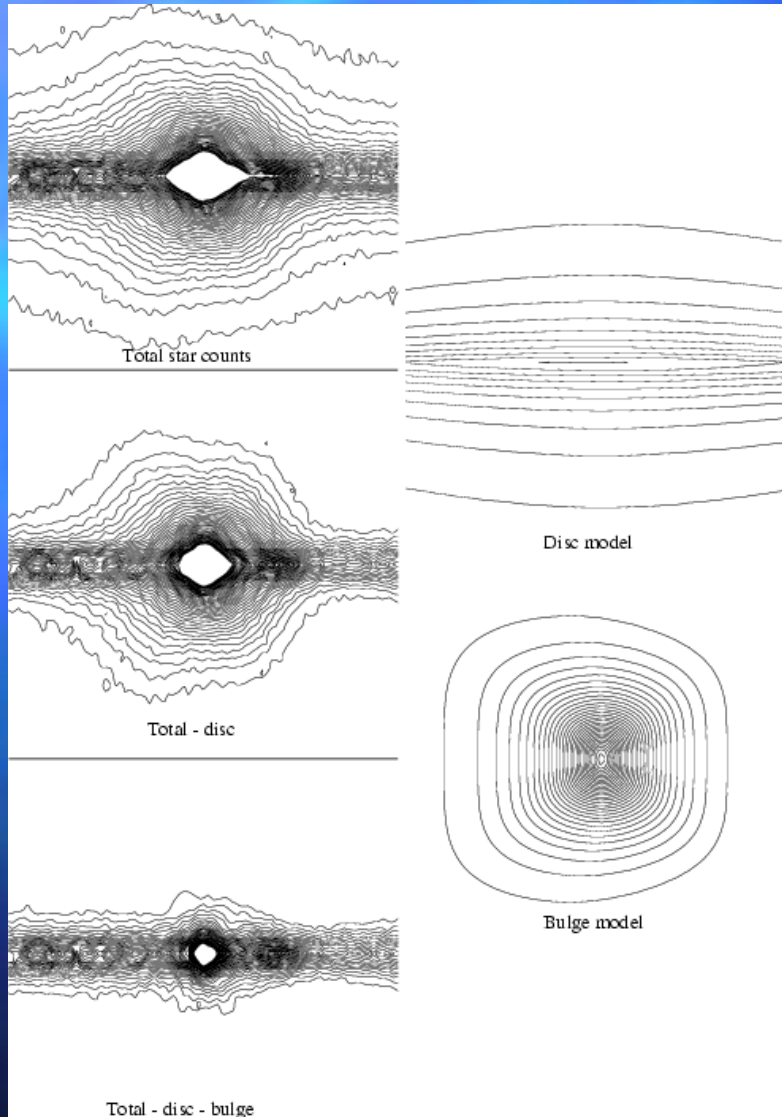 Total star counts
Disc model
Total - disc
Bulge model
Total - disc - bulge